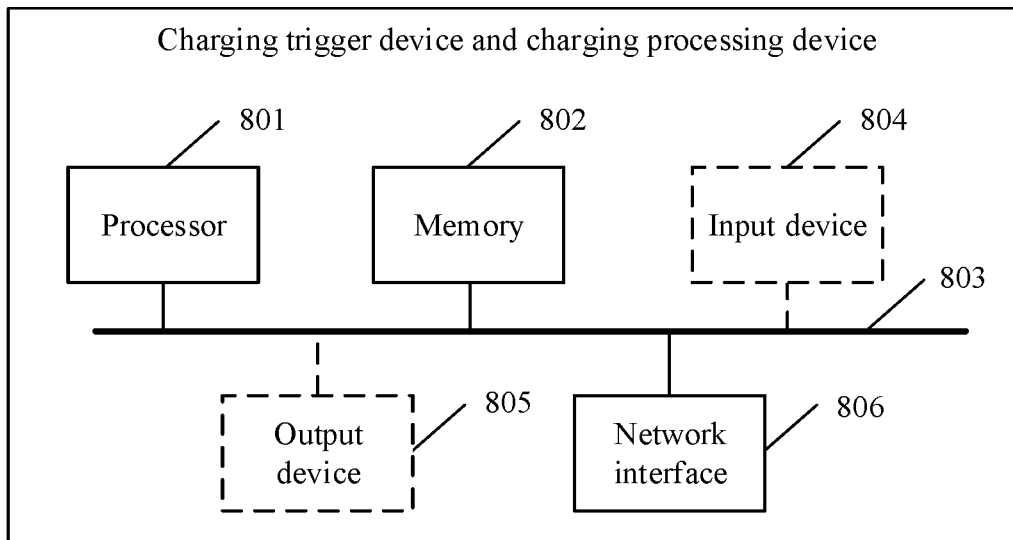 Charging trigger device and charging processing device
801
802
804
Processor
Memory
Input device
803
805
806
Output
device
Network
interface